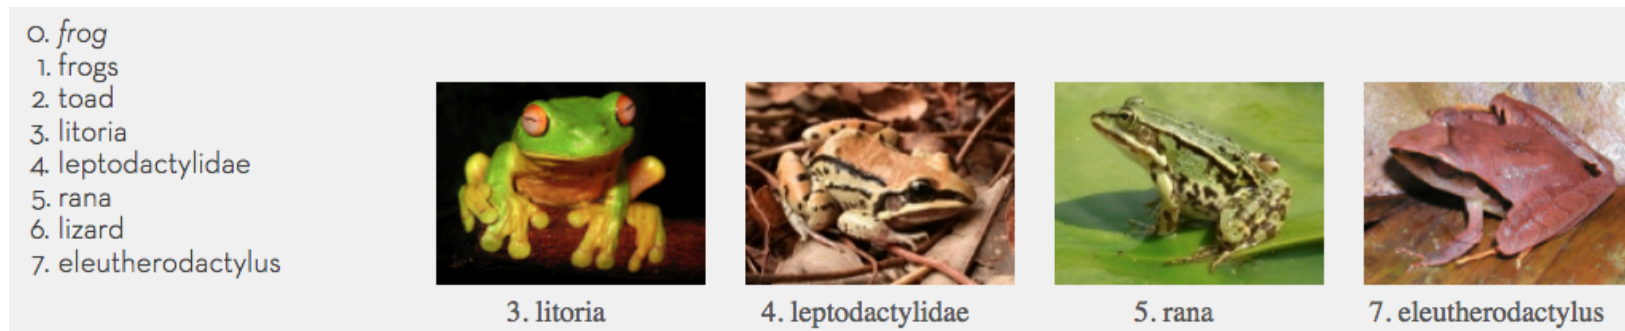 0. frog
1. frogs
2. toad
3. litoria
4. leptodactylidae
5. rana
6. lizard
7. eleutherodactylus
3. litoria
4. leptodactylidae
5. rana
7. eleutherodactylus